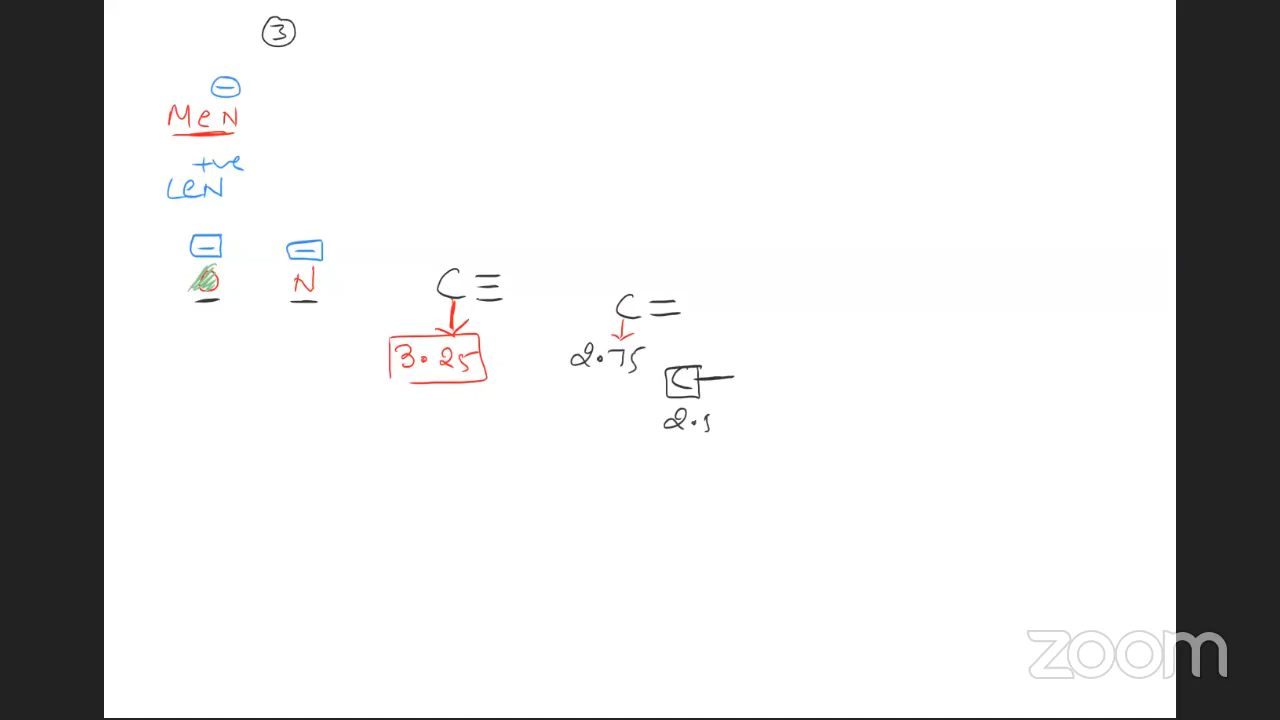 3
−
MeN
+ve
LeN
− −
N
C≡
C=
3.25
2.75
C—
2.5
zoom